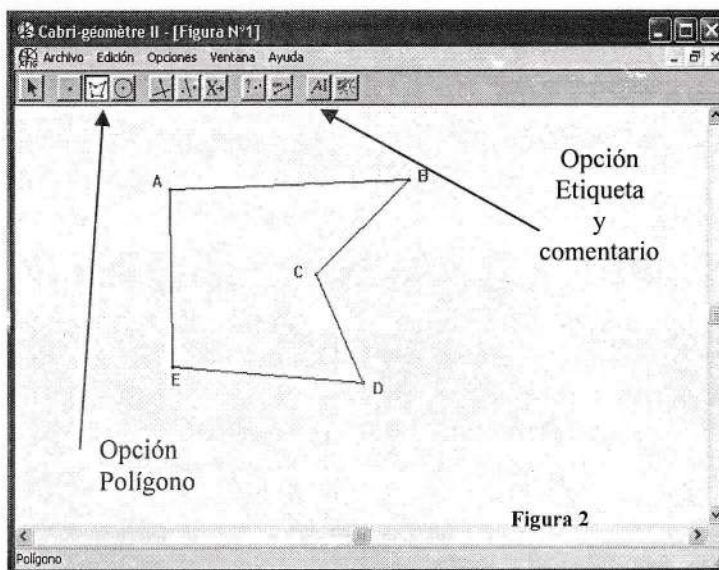 Cabri-géomètre II - [Figura N°1]
Archivo Edición Opciones Ventana Ayuda
A
B
Opción
Etiqueta
y
comentario
C
E
D
Opción
Polígono
Figura 2
Polígono